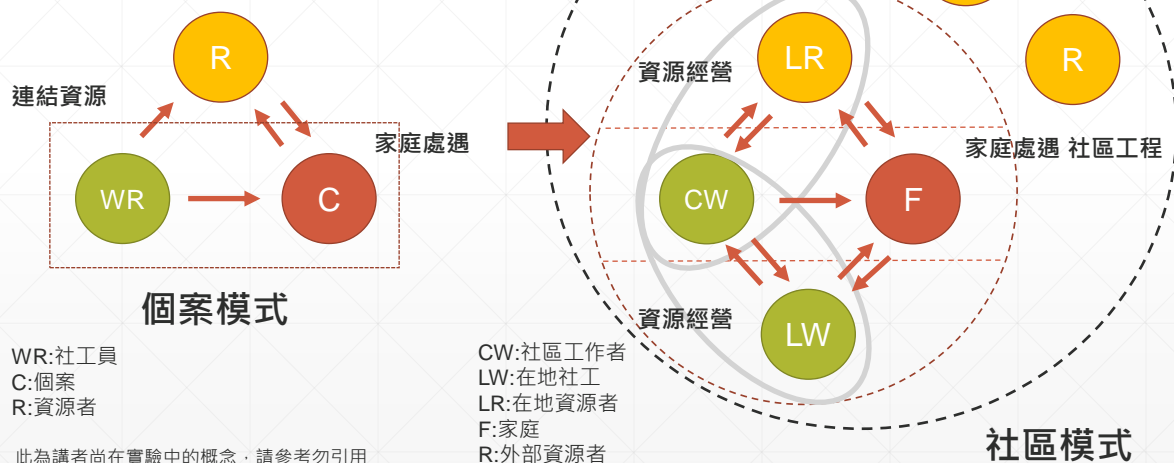 R
連結資源
家庭處遇
WR
C
個案模式
WR:社工員
C:個案
R:資源者
此為講者尚在實驗中的概念，請參考勿引用
LR
R
資源經營
家庭處遇 社區工程
CW
F
資源經營
LW
CW:社區工作者
LW:在地社工
LR:在地資源者
F:家庭
R:外部資源者
社區模式